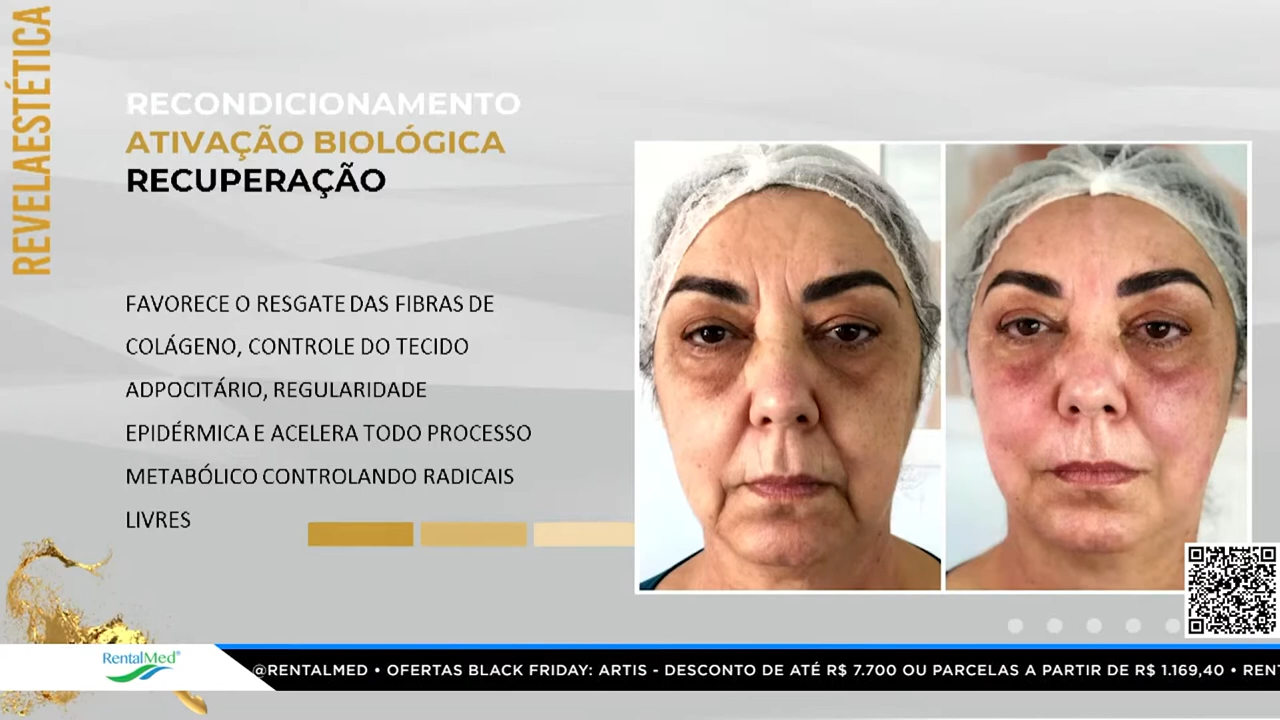 REVELAESTÉTICA
RECONDICIONAMENTO
ATIVAÇÃO BIOLÓGICA
RECUPERAÇÃO
FAVORECE O RESGATE DAS FIBRAS DE
COLÁGENO, CONTROLE DO TECIDO
ADPOCITÁRIO, REGULARIDADE
EPIDÉRMICA E ACELERA TODO PROCESSO
METABÓLICO CONTROLANDO RADICAIS
LIVRES
RentalMed®
@RENTALMED • OFERTAS BLACK FRIDAY: ARTIS - DESCONTO DE ATÉ R$ 7.700 OU PARCELAS A PARTIR DE R$ 1.169,40 • REN